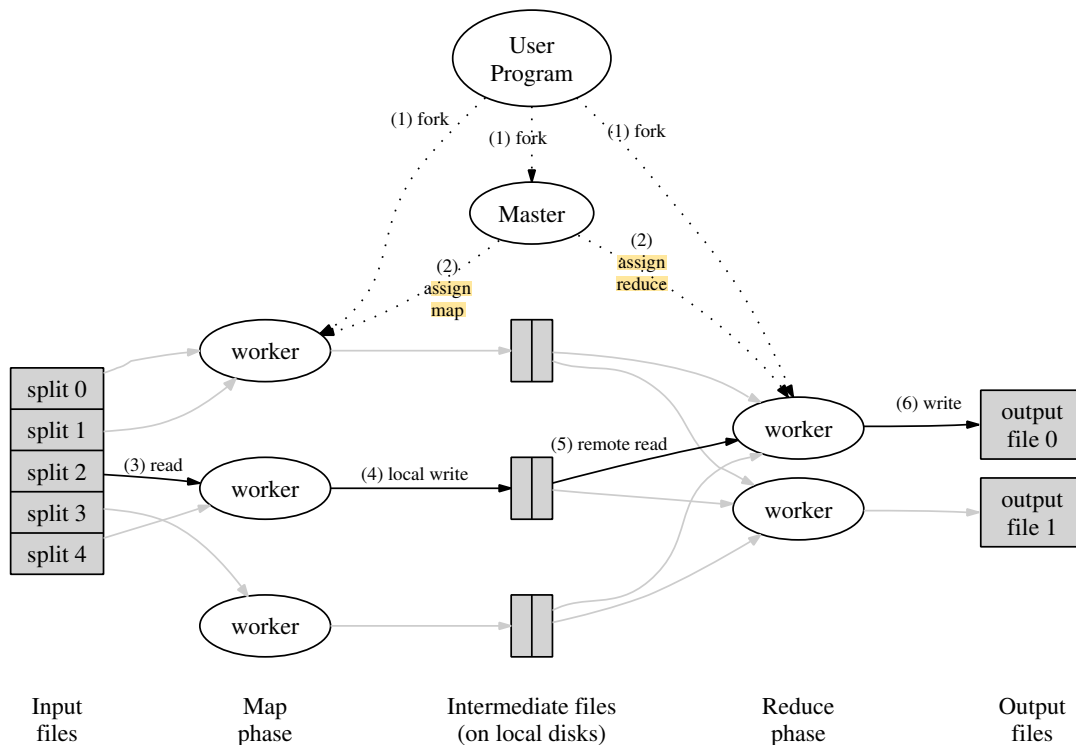 User
Program
(1) fork
(1) fork
(1) fork
Master
(2)
assign
map
(2)
assign
reduce
worker
split 0
split 1
split 2
split 3
split 4
(3) read
worker
(4) local write
(5) remote read
worker
(6) write
output
file 0
worker
output
file 1
worker
Input
files
Map
phase
Intermediate files
(on local disks)
Reduce
phase
Output
files